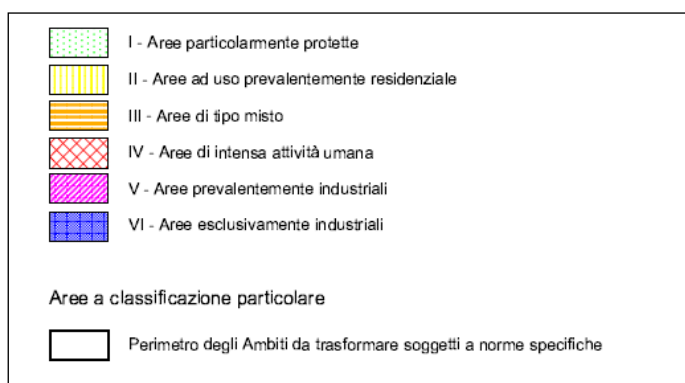 I - Aree particolarmente protette
II - Aree ad uso prevalentemente residenziale
III - Aree di tipo misto
IV - Aree di intensa attività umana
V - Aree prevalentemente industriali
VI - Aree esclusivamente industriali
Aree a classificazione particolare
Perimetro degli Ambiti da trasformare soggetti a norme specifiche